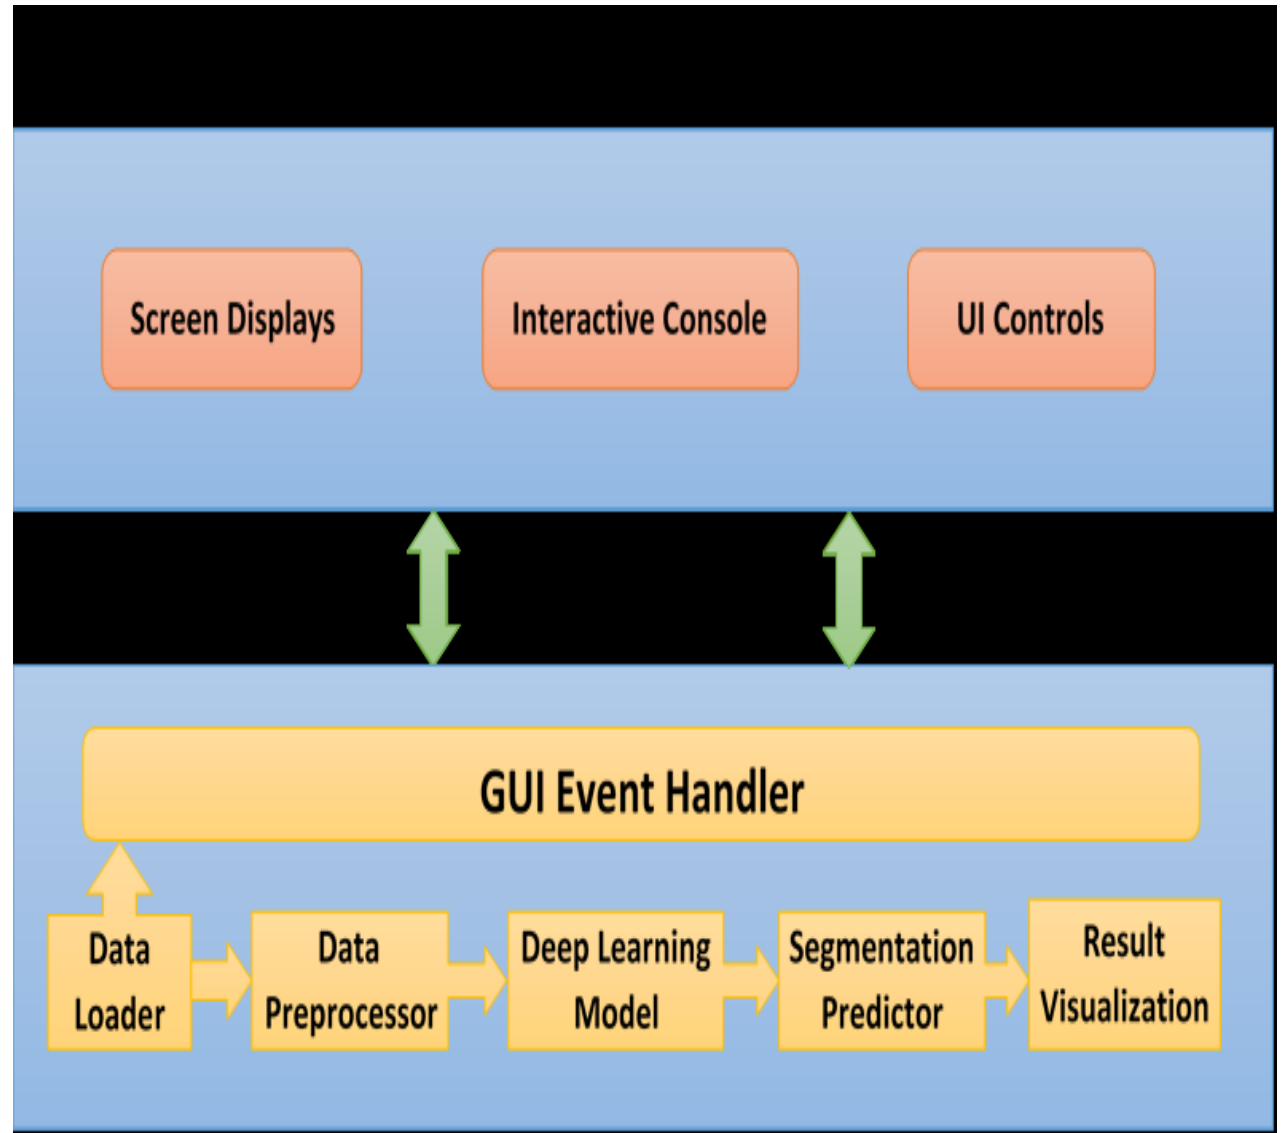 Screen Displays
Interactive Console
UI Controls
GUI Event Handler
Data
Loader
Data
Preprocessor
Deep Learning
Model
Segmentation
Predictor
Result
Visualization